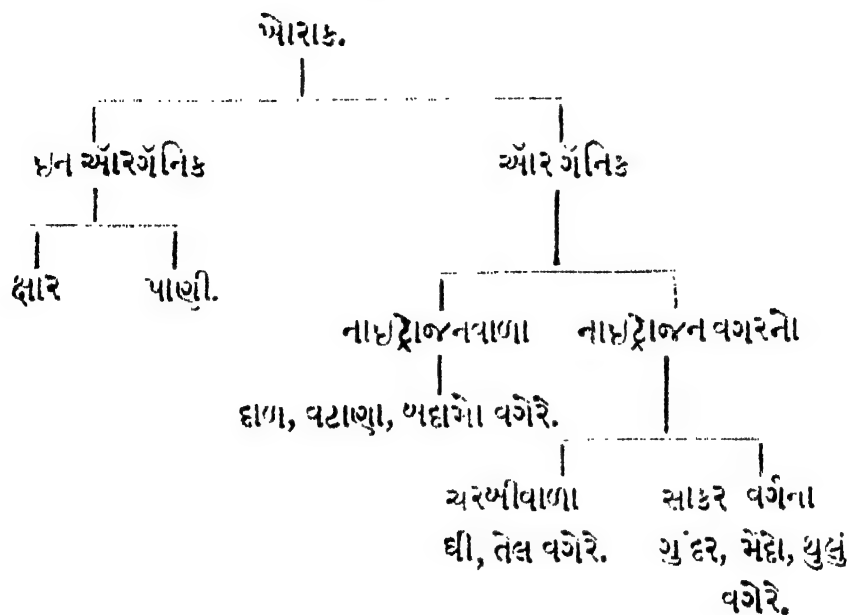 ખોરાક.
ઇન ઑરગૅનિક
ઑર ગૅનિક
ક્ષાર
પાણી.
નાઇટ્રોજનવાળા
નાઇટ્રોજન વગરનો
દાળ, વટાણા, બદામો વગેરે.
ચરબીવાળા
ઘી, તેલ વગેરે.
સાકર વર્ગના
ગુંદર, મેંદો, થુલું
વગેરે.